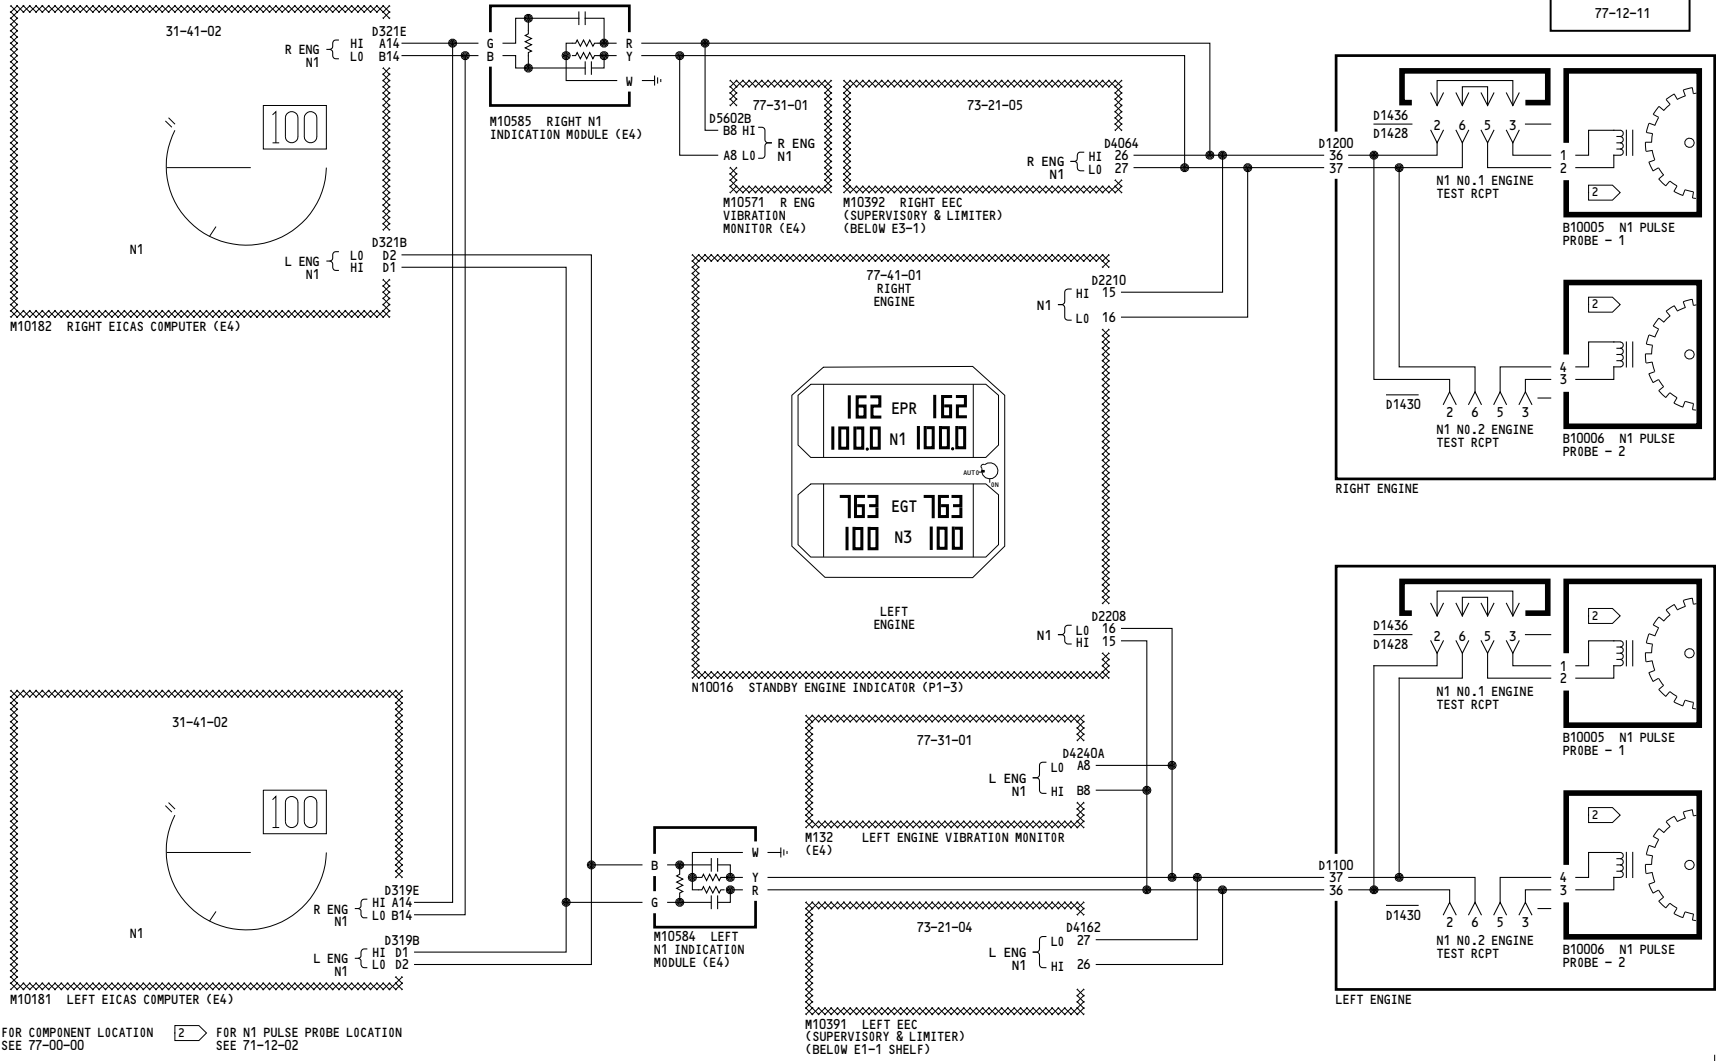 77-12-11
31-41-02
D321E
R ENG N1
HI A14
LO B14
100
N1
D321B
L ENG N1
LO D2
HI D1
M10182 RIGHT EICAS COMPUTER (E4)
G
B
R
Y
W
M10585 RIGHT N1
INDICATION MODULE (E4)
77-31-01
D5602B
B8 HI
A8 LO
R ENG
N1
M10571 R ENG
VIBRATION
MONITOR (E4)
73-21-05
D4064
R ENG N1
HI 26
LO 27
M10392 RIGHT EEC
(SUPERVISORY & LIMITER)
(BELOW E3-1)
77-41-01
RIGHT
ENGINE
D2210
N1
HI 15
LO 16
162 EPR 162
100.0 N1 100.0
AUTO
ON
763 EGT 763
100 N3 100
LEFT
ENGINE
D2208
N1
LO 16
HI 15
N10016 STANDBY ENGINE INDICATOR (P1-3)
D1200
36
37
D1436
D1428
2 6 5 3
N1 NO.1 ENGINE
TEST RCPT
1
2
2
B10005 N1 PULSE
PROBE - 1
2
4
3
D1430
2 6 5 3
N1 NO.2 ENGINE
TEST RCPT
B10006 N1 PULSE
PROBE - 2
RIGHT ENGINE
31-41-02
100
N1
D319E
R ENG N1
HI A14
LO B14
D319B
L ENG N1
HI D1
LO D2
M10181 LEFT EICAS COMPUTER (E4)
B
G
W
Y
R
M10584 LEFT
N1 INDICATION
MODULE (E4)
77-31-01
D4240A
L ENG N1
LO A8
HI B8
M132 LEFT ENGINE VIBRATION MONITOR
(E4)
73-21-04
D4162
L ENG N1
LO 27
HI 26
M10391 LEFT EEC
(SUPERVISORY & LIMITER)
(BELOW E1-1 SHELF)
D1100
37
36
D1436
D1428
2 6 5 3
N1 NO.1 ENGINE
TEST RCPT
2
1
2
B10005 N1 PULSE
PROBE - 1
2
4
3
D1430
2 6 5 3
N1 NO.2 ENGINE
TEST RCPT
B10006 N1 PULSE
PROBE - 2
LEFT ENGINE
FOR COMPONENT LOCATION
SEE 77-00-00
2 FOR N1 PULSE PROBE LOCATION
SEE 71-12-02